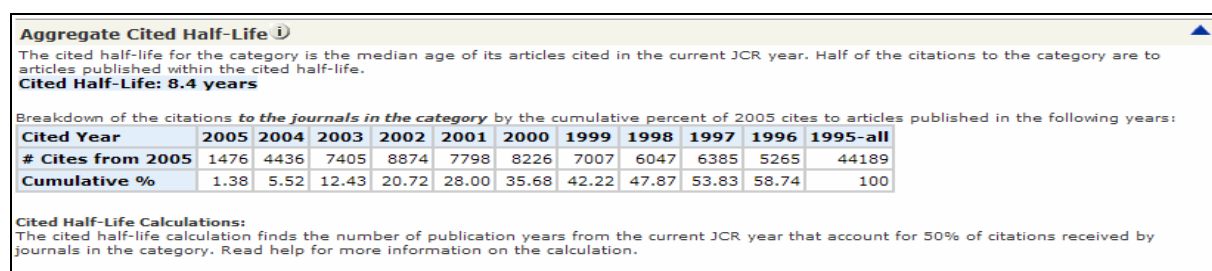 Aggregate Cited Half-Life i
The cited half-life for the category is the median age of its articles cited in the current JCR year. Half of the citations to the category are to
articles published within the cited half-life.
Cited Half-Life: 8.4 years
Breakdown of the citations to the journals in the category by the cumulative percent of 2005 cites to articles published in the following years:
Cited Year 2005 2004 2003 2002 2001 2000 1999 1998 1997 1996 1995-all
# Cites from 2005 1476 4436 7405 8874 7798 8226 7007 6047 6385 5265 44189
Cumulative % 1.38 5.52 12.43 20.72 28.00 35.68 42.22 47.87 53.83 58.74 100
Cited Half-Life Calculations:
The cited half-life calculation finds the number of publication years from the current JCR year that account for 50% of citations received by
journals in the category. Read help for more information on the calculation.